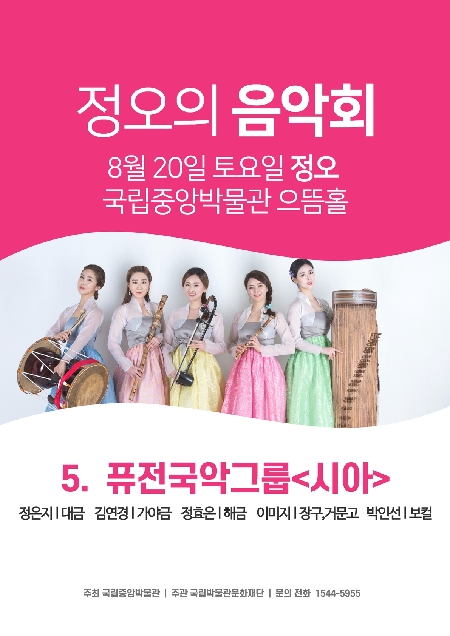 정오의 음악회
8월 20일 토요일 정오
국립중앙박물관 으뜸홀
5. 퓨전국악그룹<시아>
정은지 | 대금 김연경 | 가야금 정효은 | 해금 이미지 | 장구,거문고 박인선 | 보컬
주최 국립중앙박물관 | 주관 국립박물관문화재단 | 문의 전화 1544-5955